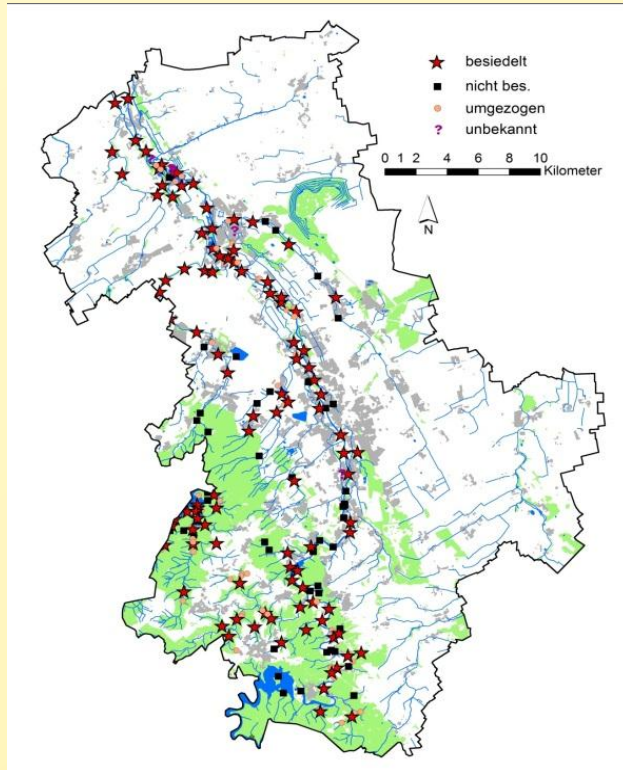 besiedelt
nicht bes.
umgezogen
? unbekannt
0 1 2 4 6 8 10
Kilometer
N